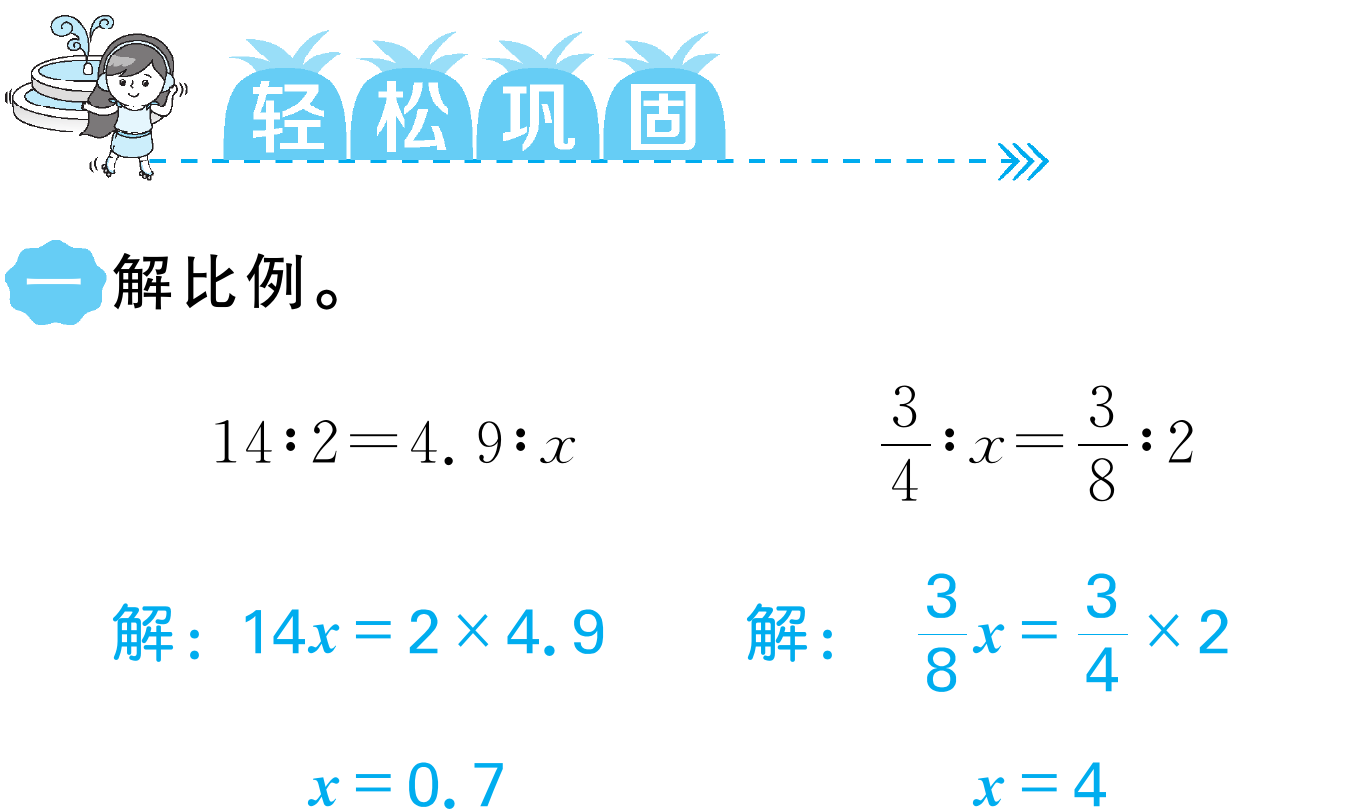 轻松巩固
一 解比例。
14∶2=4.9∶x  3/4∶x=3/8∶2
解：14x=2×4.9  解：3/8x=3/4×2
x=0.7  x=4